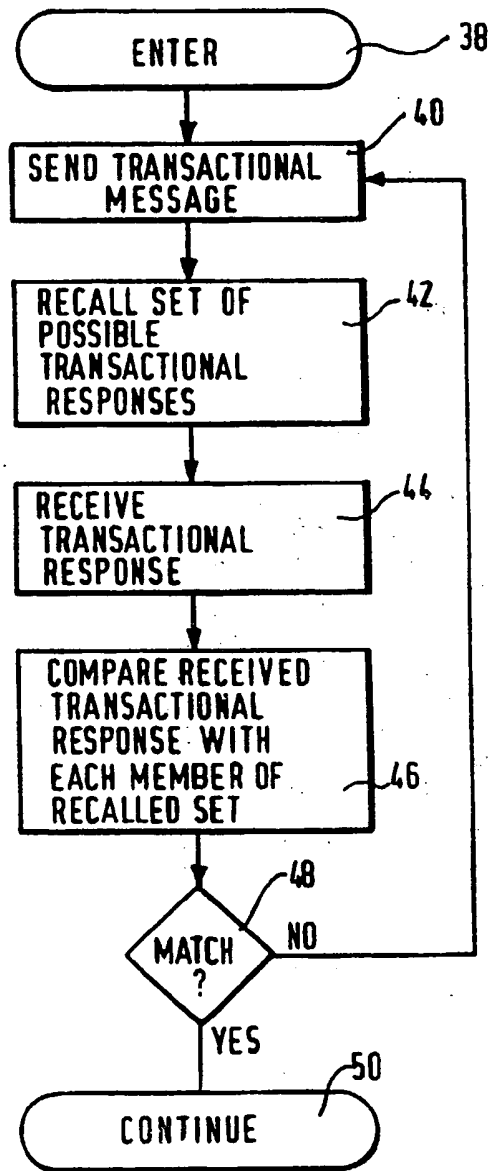 ENTER
38
40
SEND TRANSACTIONAL
MESSAGE
42
RECALL SET OF
POSSIBLE
TRANSACTIONAL
RESPONSES
44
RECEIVE
TRANSACTIONAL
RESPONSE
COMPARE RECEIVED
TRANSACTIONAL
RESPONSE WITH
EACH MEMBER OF
RECALLED SET
46
48
MATCH
?
NO
YES
50
CONTINUE